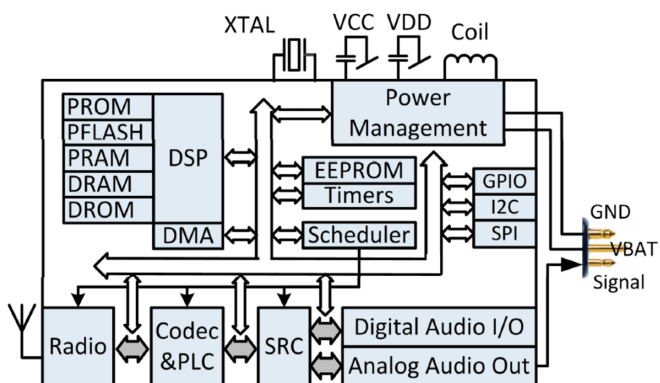 XTAL VCC VDD Coil
PROM
PFLASH
PRAM
DRAM
DROM
DSP
DMA
Power
Management
EEPROM
Timers
Scheduler
GPIO
I2C
SPI
GND
VBAT
Signal
Radio
Codec
&PLC
SRC
Digital Audio I/O
Analog Audio Out